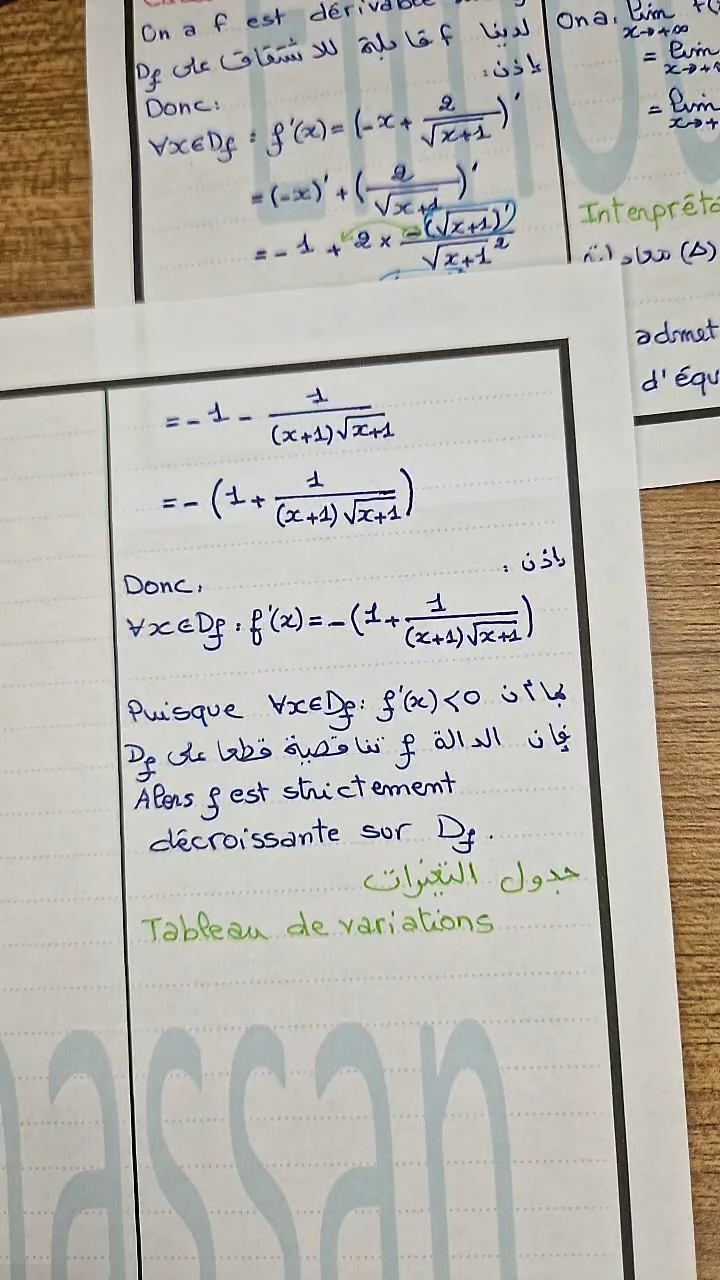 On a f est dérivable
لدينا f قابلة للاشتقاق على Df
إذن:
Donc:
∀x∈Df : f'(x) = (-x + 2/√(x+1))'
= (-x)' + (2/√(x+1))'
= -1 + 2 × -(√(x+1))'/√(x+1)²
On a: lim
x→+∞
= lim
= lim
(Δ)
admet
d'équ
= -1 - 1/((x+1)√(x+1))
= -(1 + 1/((x+1)√(x+1)))
Donc, إذن:
∀x∈Df : f'(x) = -(1 + 1/((x+1)√(x+1)))
Puisque ∀x∈Df: f'(x)<0 بما أن
فإن الدالة f تناقصية قطعا على Df
Alors f est strictement
décroissante sur Df.
جدول التغيرات
Tableau de variations
assan